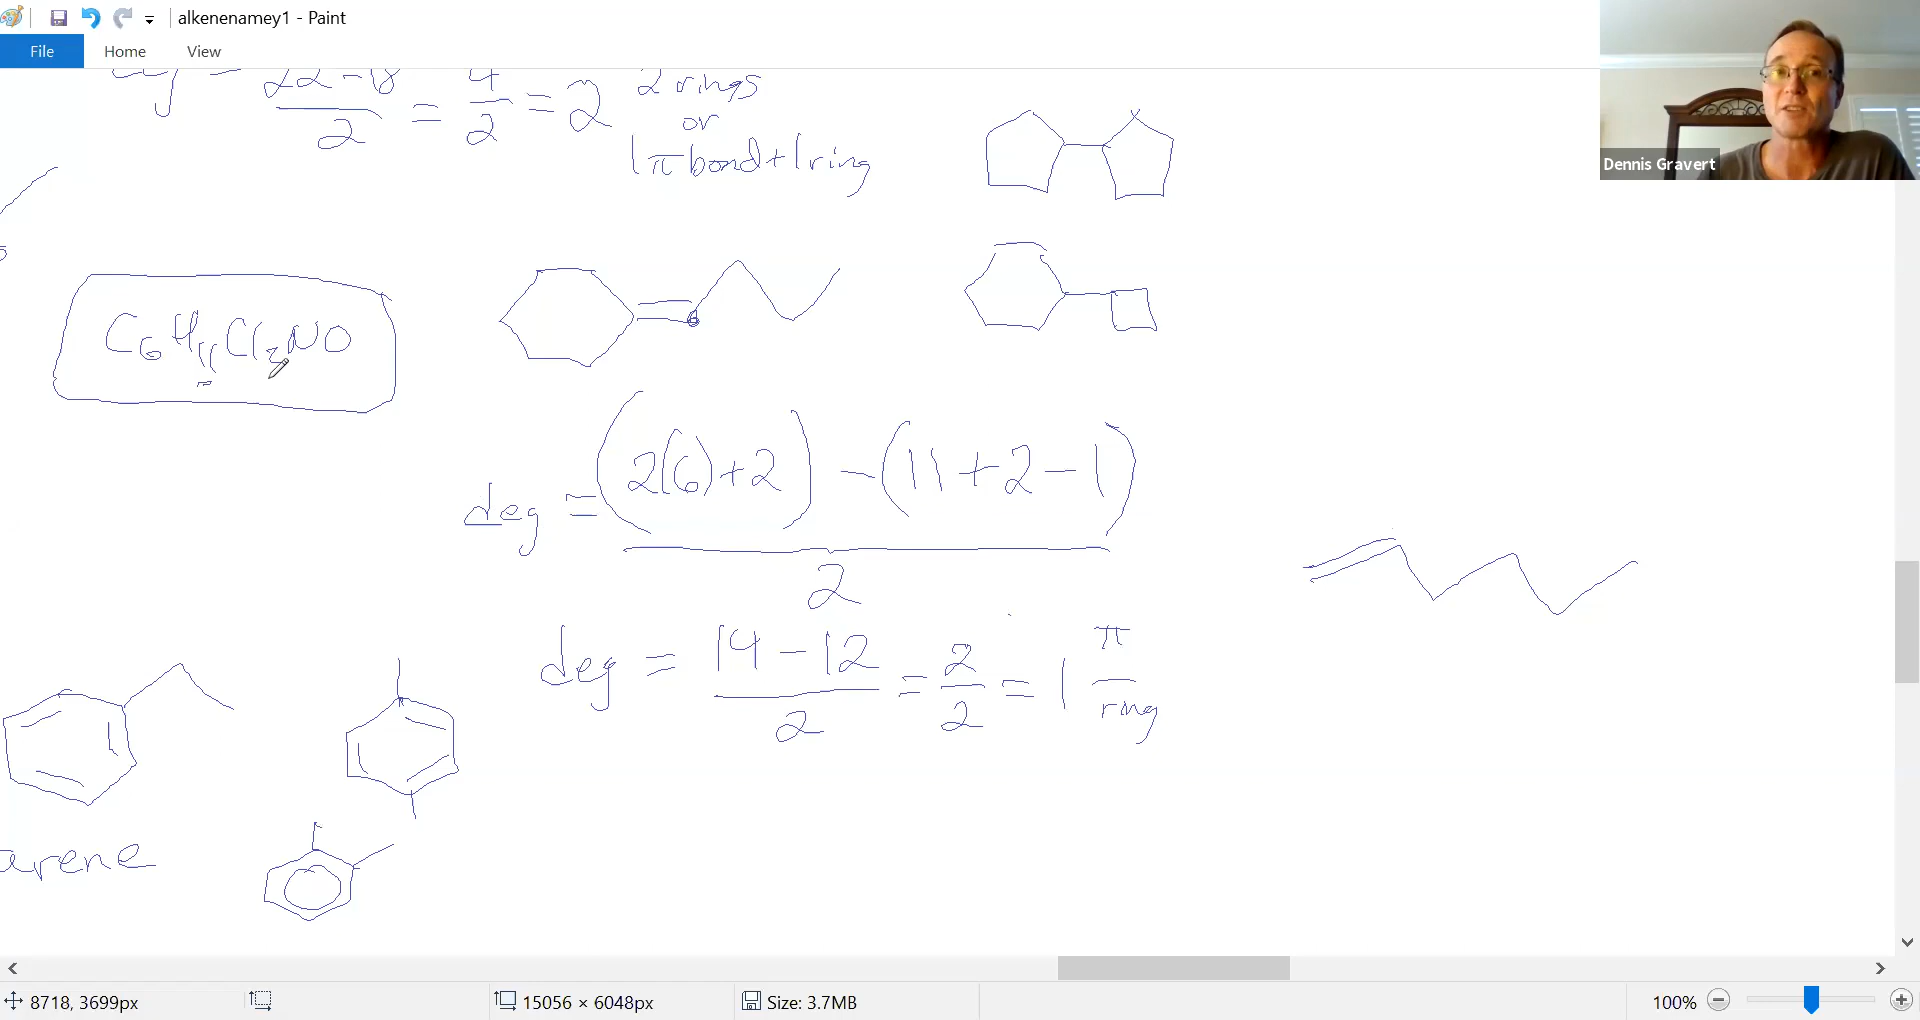 alkenenamey1 - Paint
File Home View
Dennis Gravert
deg = 22 - 18 / 2 = 4 / 2 = 2
2 rings
or
1 π bond + 1 ring
C6H11Cl2NO
deg = (2(6) + 2) - (11 + 2 - 1)
2
deg = 14 - 12 / 2 = 2 / 2 = 1 π / ring
arene
8718, 3699px 15056 × 6048px Size: 3.7MB 100%